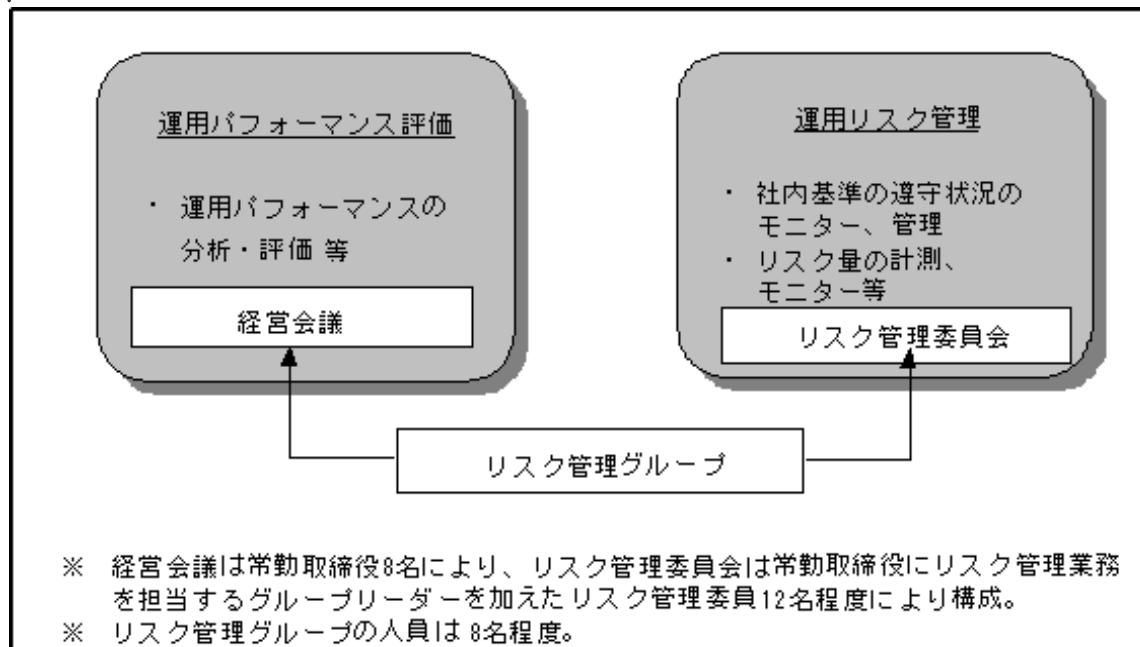 運用パフォーマンス評価
・ 運用パフォーマンスの
分析・評価 等
経営会議
運用リスク管理
・ 社内基準の遵守状況の
モニター、管理
・ リスク量の計測、
モニター等
リスク管理委員会
リスク管理グループ
※ 経営会議は常勤取締役8名により、リスク管理委員会は常勤取締役にリスク管理業務
を担当するグループリーダーを加えたリスク管理委員12名程度により構成。
※ リスク管理グループの人員は 8名程度。